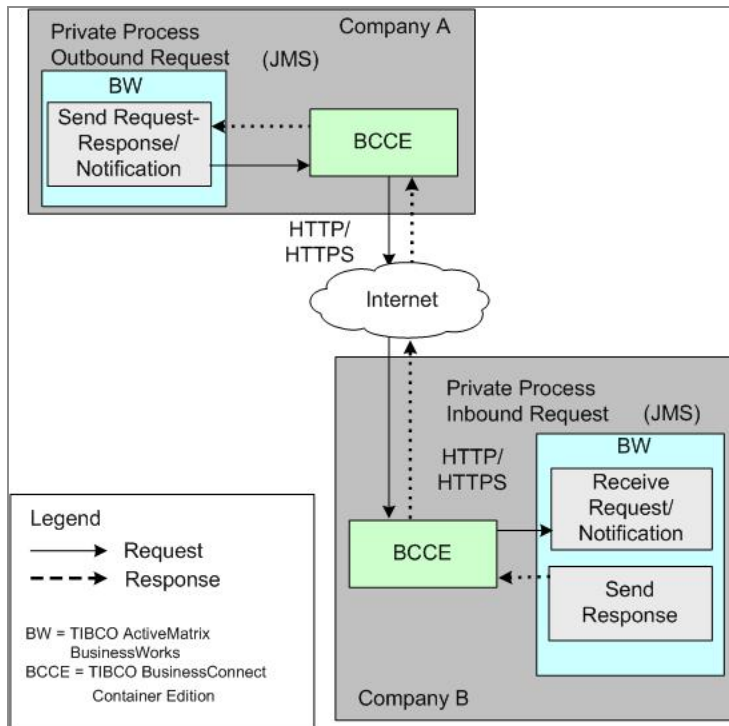 Company A
Private Process
Outbound Request
(JMS)
BW
Send Request-
Response/
Notification
BCCE
HTTP/
HTTPS
Internet
Private Process
Inbound Request
(JMS)
HTTP/
HTTPS
BW
Receive
Request/
Notification
BCCE
Send
Response
Company B
Legend
Request
Response
BW = TIBCO ActiveMatrix
BusinessWorks
BCCE = TIBCO BusinessConnect
Container Edition